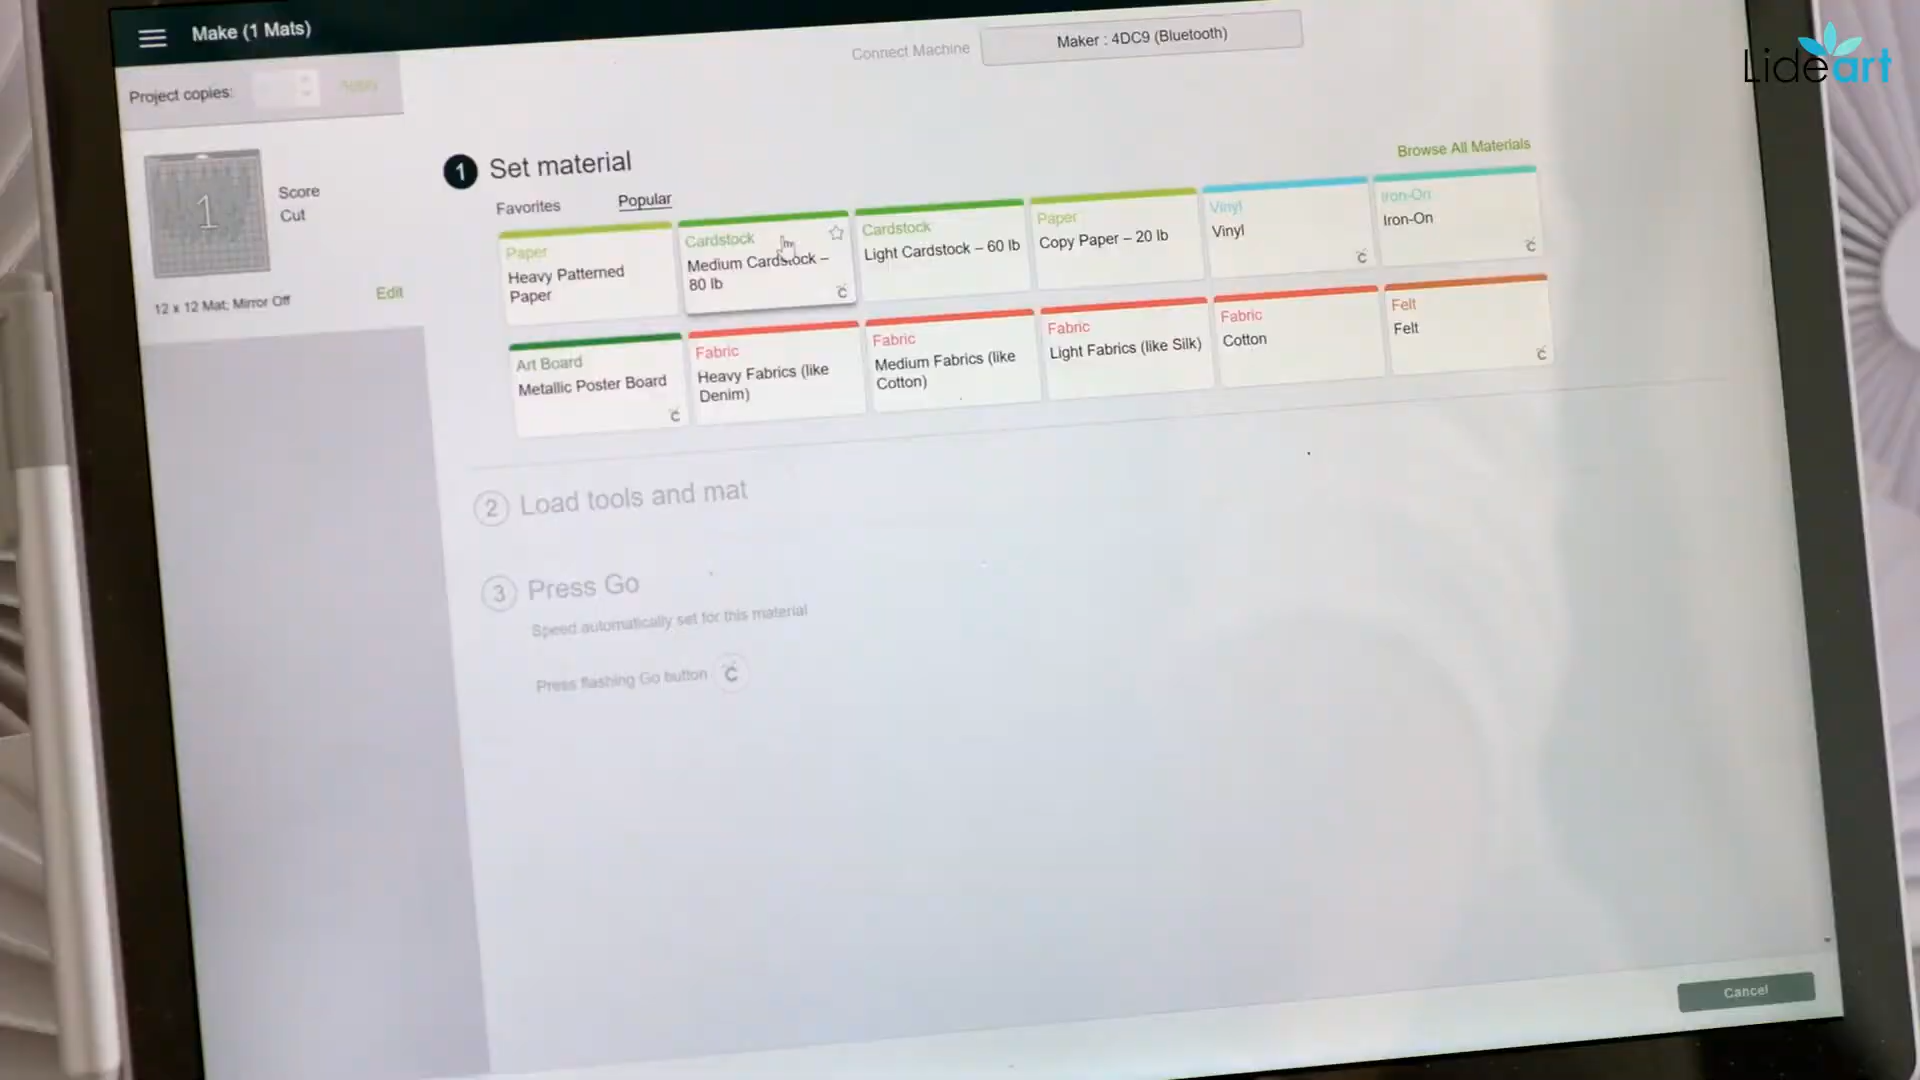 Make (1 Mats)
Connect Machine
Maker : 4DC9 (Bluetooth)
Lideart
Project copies:
1
Score
Cut
12 x 12 Mat; Mirror Off
Edit
1 Set material
Browse All Materials
Favorites
Popular
Paper
Heavy Patterned
Paper
Cardstock
Medium Cardstock –
80 lb
Cardstock
Light Cardstock – 60 lb
Paper
Copy Paper – 20 lb
Vinyl
Vinyl
Iron-On
Iron-On
Art Board
Metallic Poster Board
Fabric
Heavy Fabrics (like
Denim)
Fabric
Medium Fabrics (like
Cotton)
Fabric
Light Fabrics (like Silk)
Fabric
Cotton
Felt
Felt
2 Load tools and mat
3 Press Go
Speed automatically set for this material
Press flashing Go button
Cancel